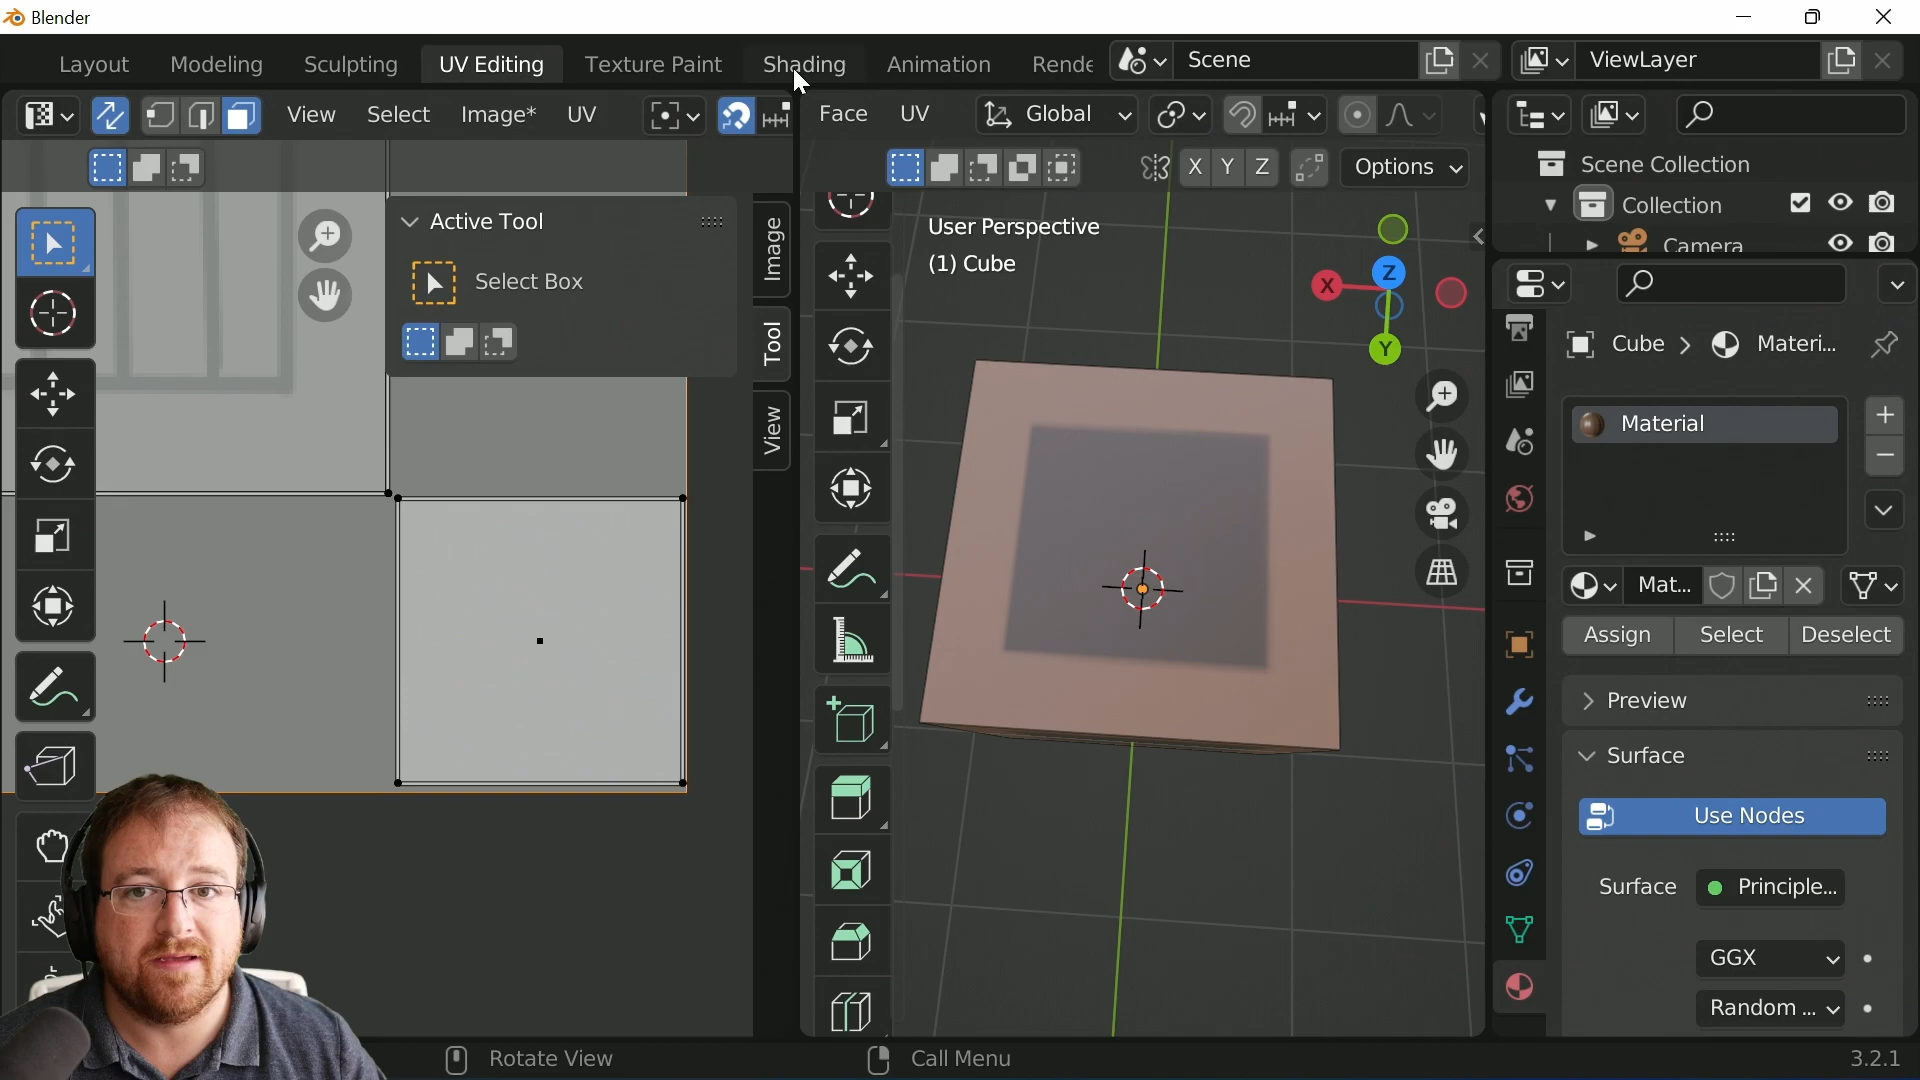 Blender
Layout Modeling Sculpting UV Editing Texture Paint Shading Animation Rende Scene ViewLayer
View Select Image* UV Face UV Global
X Y Z Options
Scene Collection
Collection
Camera
Active Tool
Select Box
Image
Tool
View
User Perspective
(1) Cube
X Z Y
Cube Materi...
Material
Mat...
Assign Select Deselect
Preview
Surface
Use Nodes
Surface Principle...
GGX
Random ...
Rotate View Call Menu 3.2.1